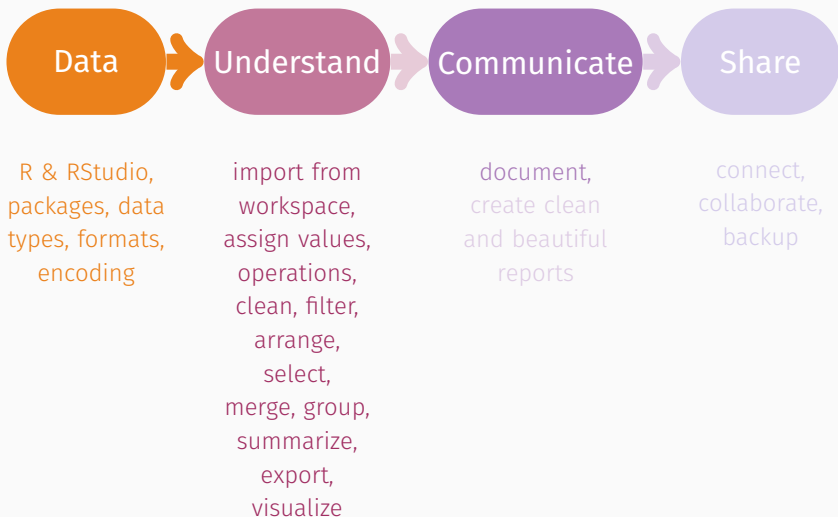 Data
Understand
Communicate
Share
R & RStudio,
packages, data
types, formats,
encoding
import from
workspace,
assign values,
operations,
clean, filter,
arrange,
select,
merge, group,
summarize,
export,
visualize
document,
create clean
and beautiful
reports
connect,
collaborate,
backup